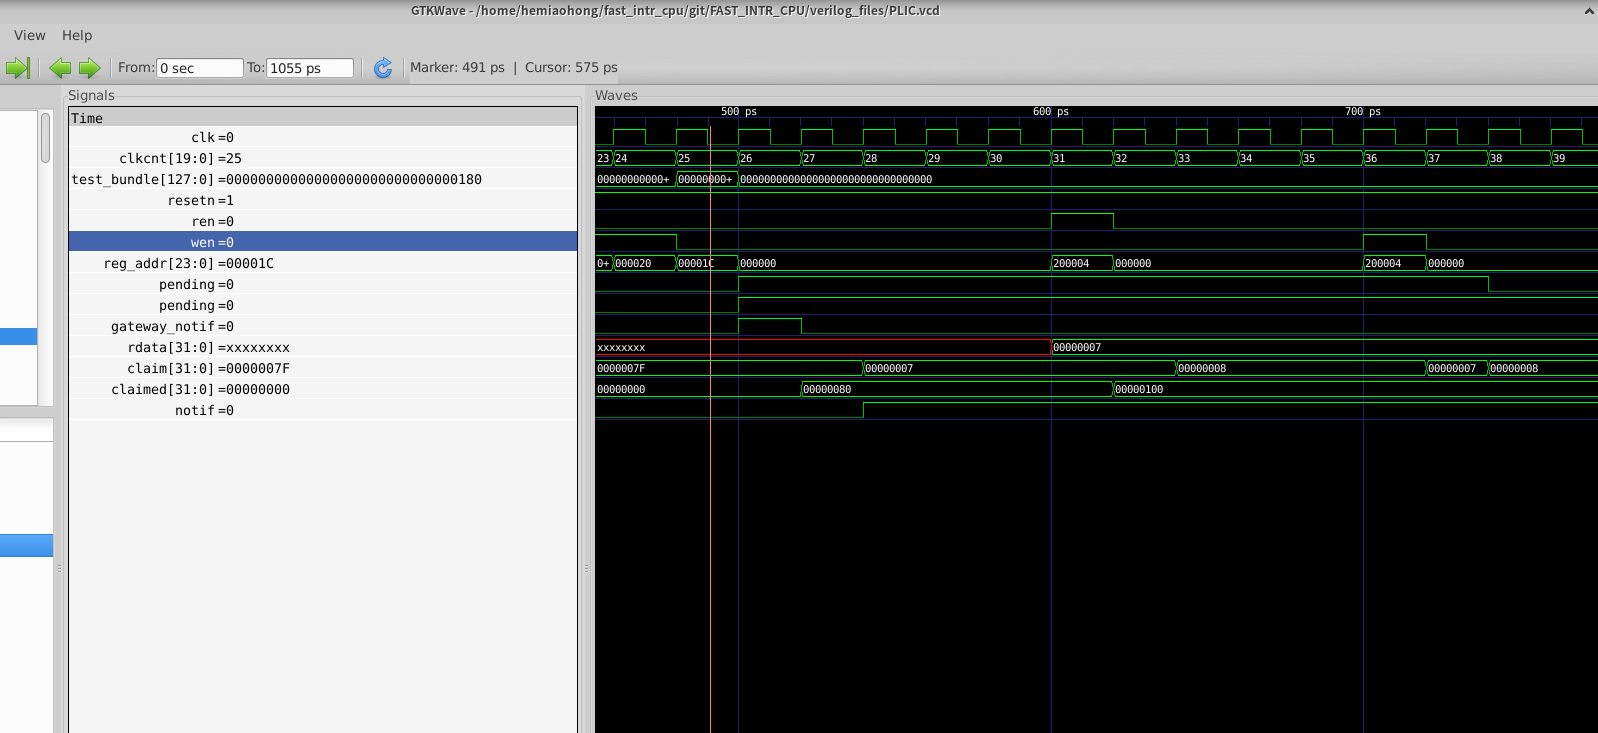 GTKWave - /home/hemiaohong/fast_intr_cpu/git/FAST_INTR_CPU/verilog_files/PLIC.vcd
View Help
From: 0 sec To: 1055 ps Marker: 491 ps | Cursor: 575 ps
Signals
Waves
Time
500 ps 600 ps 700 ps
clk =0
clkcnt[19:0] =25
23 24 25 26 27 28 29 30 31 32 33 34 35 36 37 38 39
test_bundle[127:0] =00000000000000000000000000000180
00000000000+ 00000000+ 00000000000000000000000000000000
resetn =1
ren =0
wen =0
reg_addr[23:0] =00001C
0+ 000020 00001C 000000 200004 000000 200004 000000
pending =0
pending =0
gateway_notif =0
rdata[31:0] =xxxxxxxx
xxxxxxxx 00000007
claim[31:0] =0000007F
0000007F 00000007 00000008 00000007 00000008
claimed[31:0] =00000000
00000000 00000080 00000100
notif =0